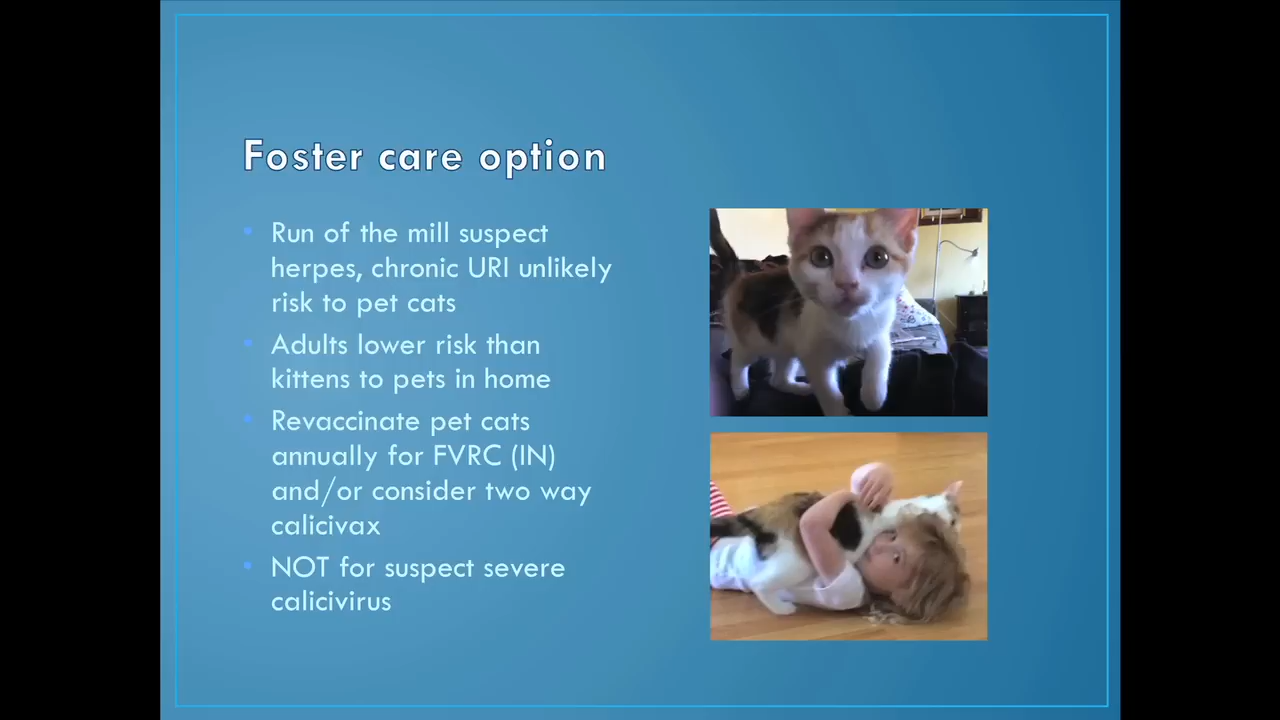 Foster care option
• Run of the mill suspect
herpes, chronic URI unlikely
risk to pet cats
• Adults lower risk than
kittens to pets in home
• Revaccinate pet cats
annually for FVRC (IN)
and/or consider two way
calicivax
• NOT for suspect severe
calicivirus